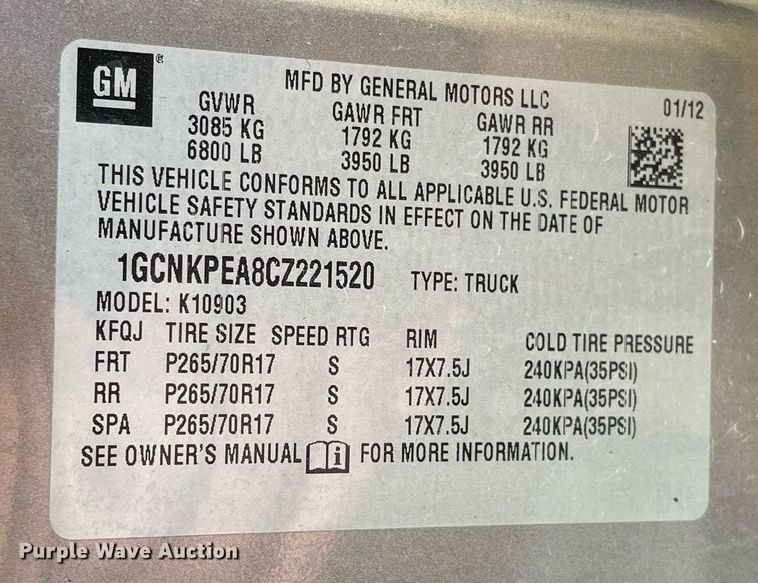 GM ®
MFD BY GENERAL MOTORS LLC 01/12
GVWR GAWR FRT GAWR RR
3085 KG 1792 KG 1792 KG
6800 LB 3950 LB 3950 LB
THIS VEHICLE CONFORMS TO ALL APPLICABLE U.S. FEDERAL MOTOR
VEHICLE SAFETY STANDARDS IN EFFECT ON THE DATE OF
MANUFACTURE SHOWN ABOVE.
1GCNKPEA8CZ221520 TYPE: TRUCK
MODEL: K10903
KFQJ TIRE SIZE SPEED RTG RIM COLD TIRE PRESSURE
FRT P265/70R17 S 17X7.5J 240KPA(35PSI)
RR P265/70R17 S 17X7.5J 240KPA(35PSI)
SPA P265/70R17 S 17X7.5J 240KPA(35PSI)
SEE OWNER'S MANUAL i FOR MORE INFORMATION.
Purple Wave Auction